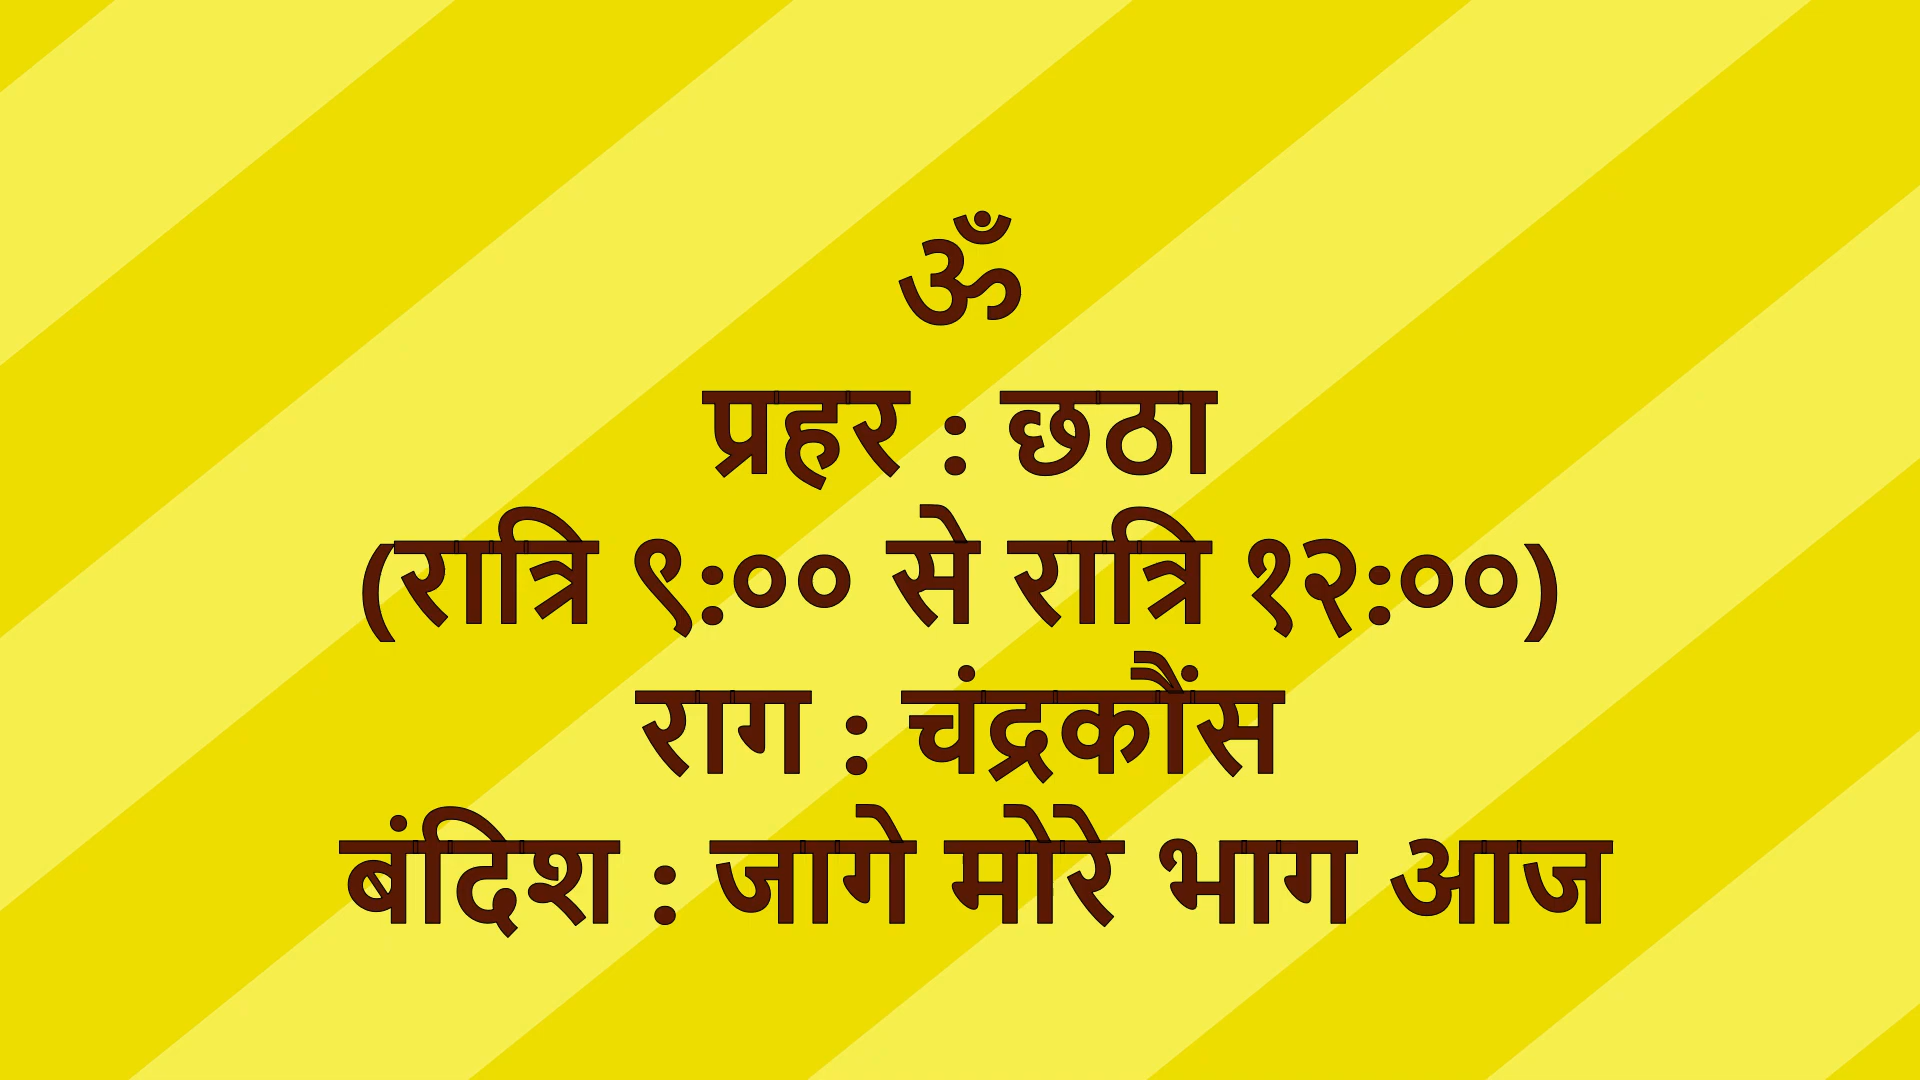 ॐ
प्रहर : छठा
(रात्रि ९:०० से रात्रि १२:००)
राग : चंद्रकौंस
बंदिश : जागे मोरे भाग आज